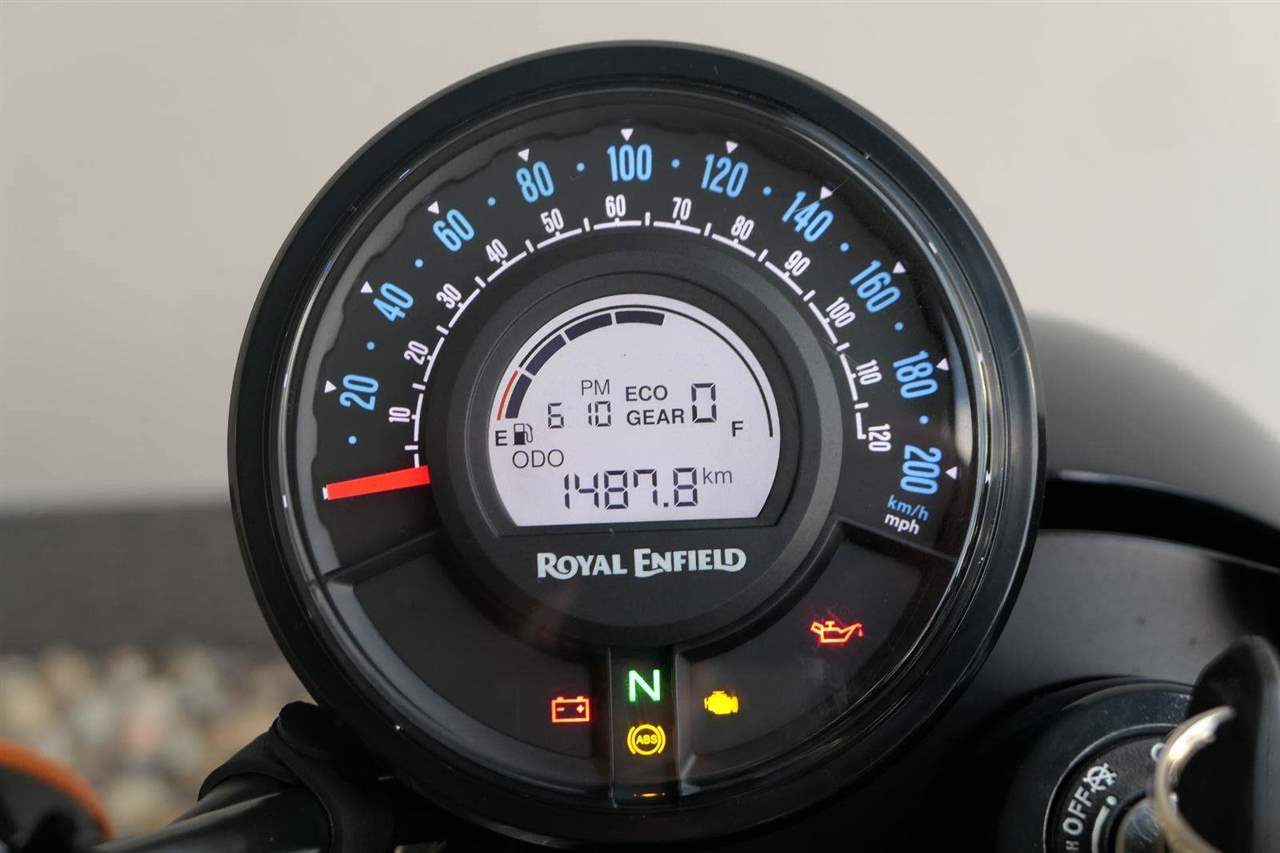 20 40 60 80 100 120 140 160 180 200
km/h
mph
10 20 30 40 50 60 70 80 90 100 110 120
PM
6 10
ECO
GEAR 0
E
F
ODO
1487.8 km
ROYAL ENFIELD
N
ABS
OFF